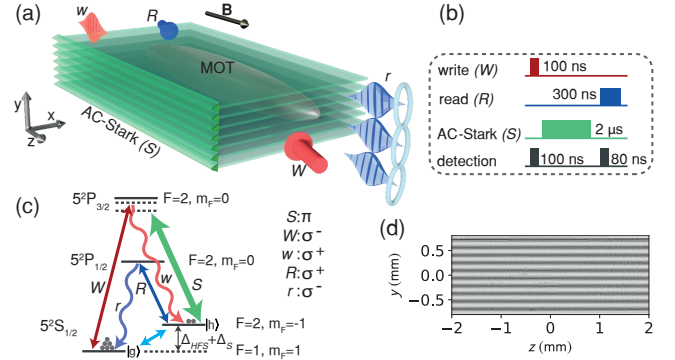 (a)
w
R
B
MOT
r
y
x
z
AC-Stark (S)
W
(b)
write (W)
100 ns
read (R)
300 ns
AC-Stark (S)
2 μs
detection
100 ns
80 ns
(c)
5²P3/2
F=2, mF=0
5²P1/2
F=2, mF=0
W
r
R
w
S
5²S1/2
|g⟩
|h⟩
F=2, mF=-1
ΔHFS+ΔS
F=1, mF=1
S: π
W: σ⁻
w: σ⁺
R: σ⁺
r: σ⁻
(d)
y (mm)
0.5
0.0
−0.5
−2 −1 0 1 2
z (mm)